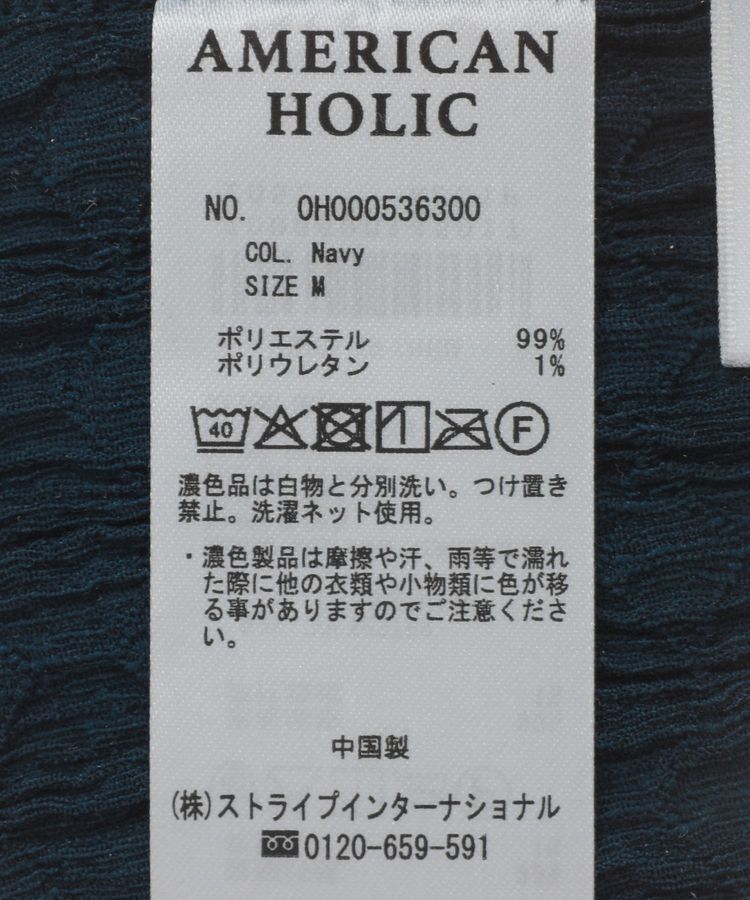 AMERICAN
HOLIC
NO. 0H000536300
COL. Navy
SIZE M
ポリエステル 99%
ポリウレタン 1%
40 F
濃色品は白物と分別洗い。つけ置き
禁止。洗濯ネット使用。
・濃色製品は摩擦や汗、雨等で濡れ
た際に他の衣類や小物類に色が移
る事がありますのでご注意くださ
い。
中国製
(株)ストライプインターナショナル
0120-659-591